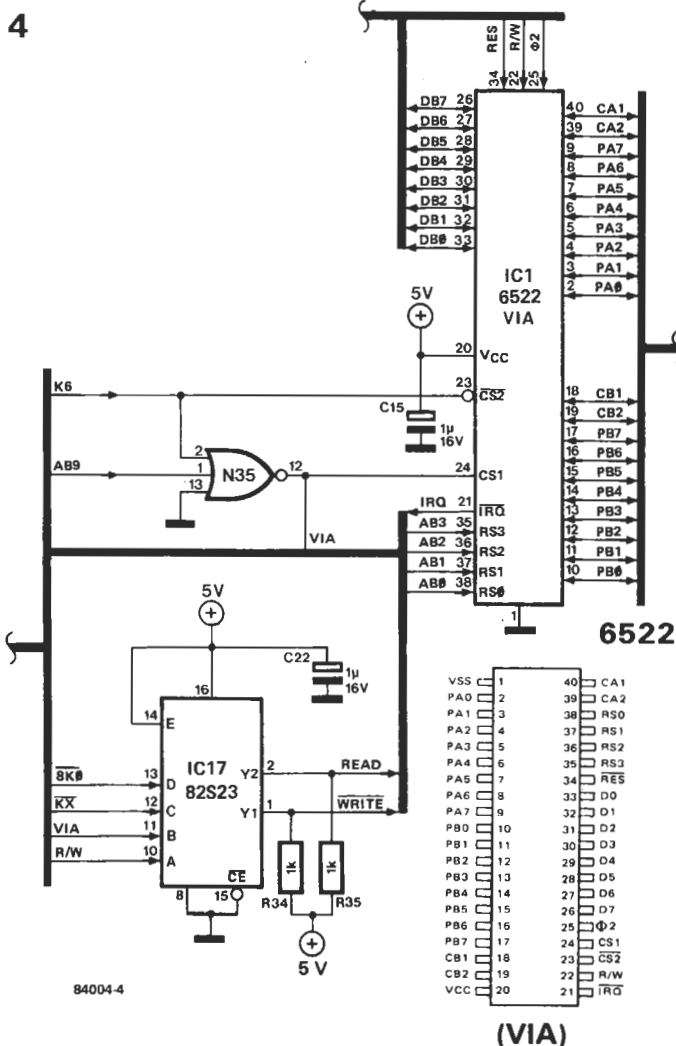 4
RES
R/W
Φ2
34
22
25
DB7 26
DB6 27
DB5 28
DB4 29
DB3 30
DB2 31
DB1 32
DB0 33
40 CA1
39 CA2
9 PA7
8 PA6
7 PA5
6 PA4
5 PA3
4 PA2
3 PA1
2 PA0
IC1
6522
VIA
5V
20 VCC
K6
23 CS2
C15
1µ
16V
18 CB1
19 CB2
17 PB7
16 PB6
15 PB5
14 PB4
13 PB3
12 PB2
11 PB1
10 PB0
AB9
2
1
13
N35
12
24 CS1
IRQ 21 IRQ
AB3 35 RS3
AB2 36 RS2
AB1 37 RS1
AB0 38 RS0
VIA
1
5V
C22
1µ
16V
16
14 E
IC17
82S23
8K0 13 D
KX 12 C
VIA 11 B
R/W 10 A
Y2 2 READ
Y1 1 WRITE
CE
8
15
1k
1k
R34
R35
5 V
84004-4
6522
VSS 1 40 CA1
PA0 2 39 CA2
PA1 3 38 RS0
PA2 4 37 RS1
PA3 5 36 RS2
PA4 6 35 RS3
PA5 7 34 RES
PA6 8 33 D0
PA7 9 32 D1
PB0 10 31 D2
PB1 11 30 D3
PB2 12 29 D4
PB3 13 28 D5
PB4 14 27 D6
PB5 15 26 D7
PB6 16 25 Φ2
PB7 17 24 CS1
CB1 18 23 CS2
CB2 19 22 R/W
VCC 20 21 IRQ
(VIA)